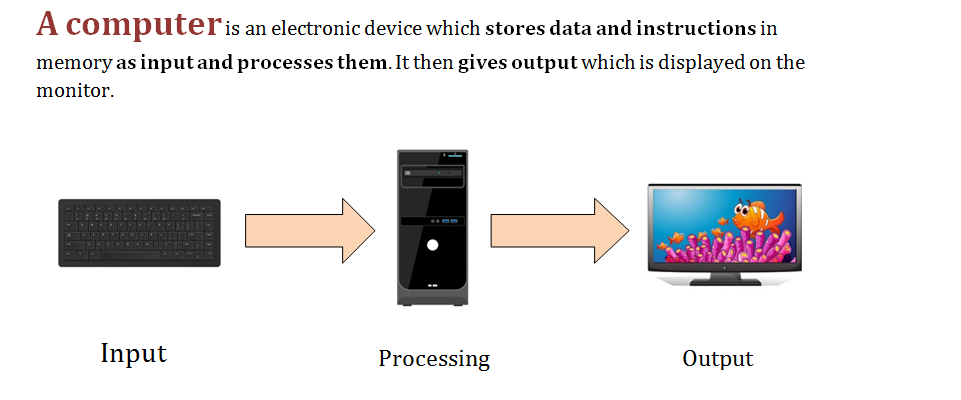 A computer is an electronic device which stores data and instructions in
memory as input and processes them. It then gives output which is displayed on the
monitor.
Input
Processing
Output